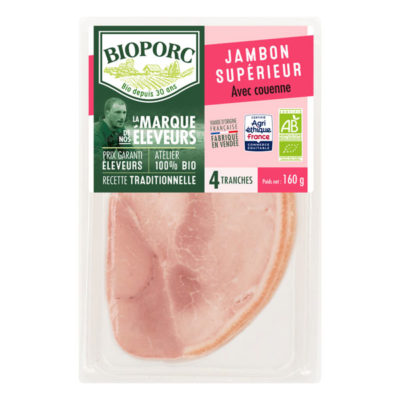 BIOPORC
Bio depuis 30 ans
JAMBON
SUPÉRIEUR
Avec couenne
LA MARQUE
DE NOS
ÉLEVEURS
PRIX GARANTI
ÉLEVEURS
ATELIER
100% BIO
RECETTE TRADITIONNELLE
VIANDE D'ORIGINE
FRANÇAISE
FABRIQUÉ
EN VENDÉE
Agri
éthique
France
COMMERCE
ÉQUITABLE
AB
4 TRANCHES
Poids net : 160 g